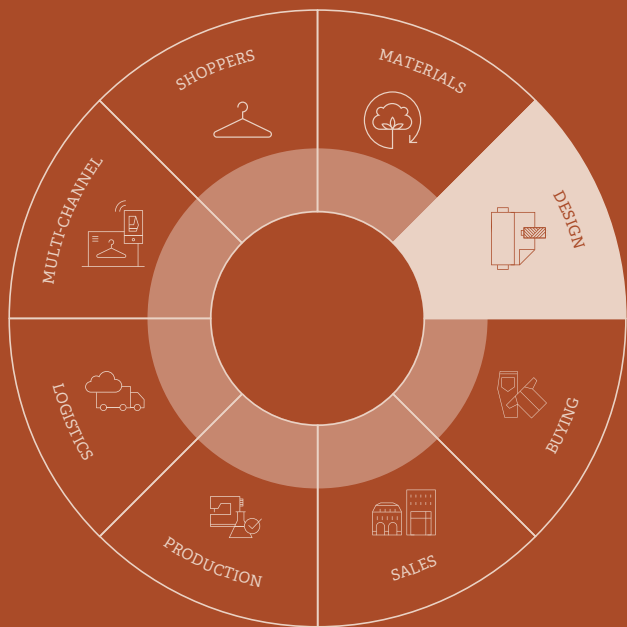 MATERIALS
DESIGN
BUYING
SALES
PRODUCTION
LOGISTICS
MULTI-CHANNEL
SHOPPERS